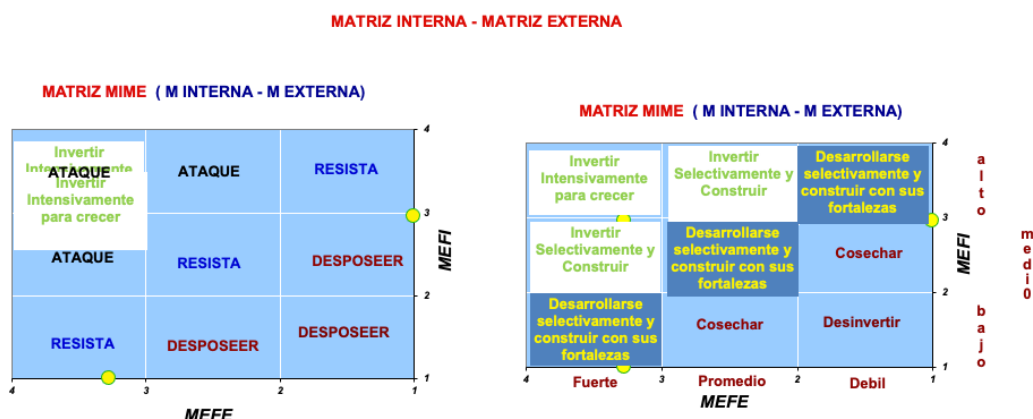 MATRIZ INTERNA - MATRIZ EXTERNA
MATRIZ MIME ( M INTERNA - M EXTERNA)
Invertir
Intensivamente
ATAQUE
Invertir
Intensivamente
para crecer
ATAQUE
RESISTA
ATAQUE
RESISTA
DESPOSEER
RESISTA
DESPOSEER
DESPOSEER
4
3
2
1
MEFI
4
3
2
1
MEFE
MATRIZ MIME ( M INTERNA - M EXTERNA)
Invertir
Intensivamente
para crecer
Invertir
Selectivamente y
Construir
Desarrollarse
selectivamente y
construir con sus
fortalezas
Invertir
Selectivamente y
Construir
Desarrollarse
selectivamente y
construir con sus
fortalezas
Cosechar
Desarrollarse
selectivamente y
construir con sus
fortalezas
Cosechar
Desinvertir
4
3
2
1
MEFI
alto
medi0
bajo
4
3
2
1
Fuerte
Promedio
Debil
MEFE